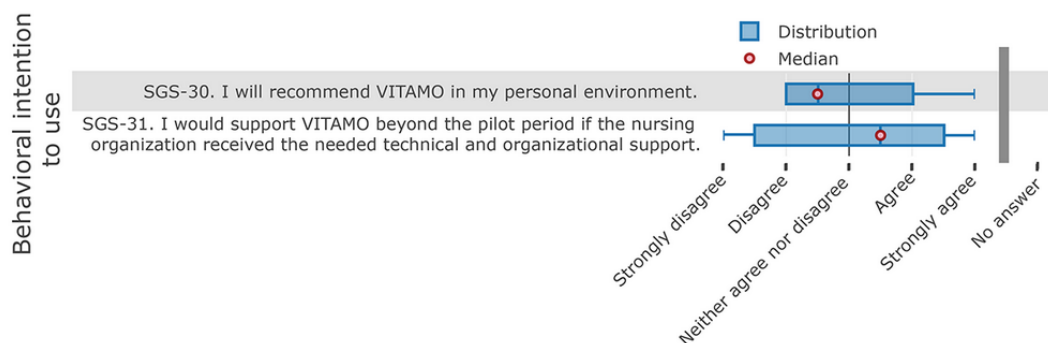 Behavioral intention
to use
Distribution
Median
SGS-30. I will recommend VITAMO in my personal environment.
SGS-31. I would support VITAMO beyond the pilot period if the nursing
organization received the needed technical and organizational support.
Strongly disagree
Disagree
Neither agree nor disagree
Agree
Strongly agree
No answer